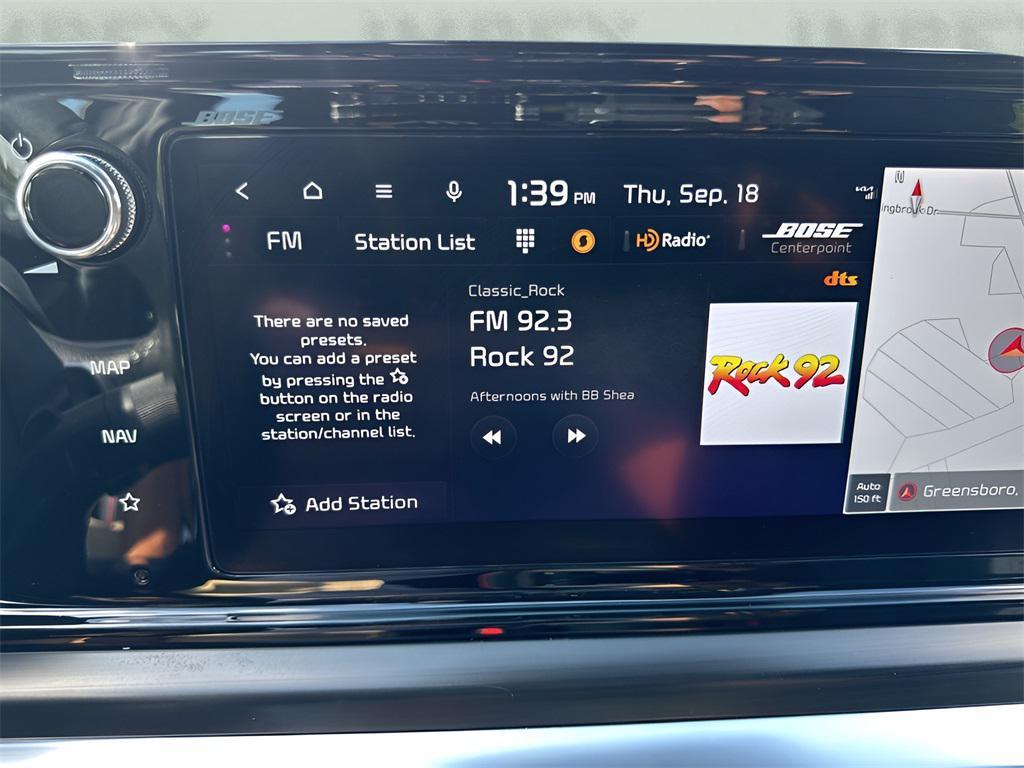 BOSE
1:39 PM
Thu, Sep. 18
FM
Station List
HD Radio
BOSE
Centerpoint
dts
MAP
NAV
There are no saved
presets.
You can add a preset
by pressing the
button on the radio
screen or in the
station/channel list.
Add Station
Classic_Rock
FM 92.3
Rock 92
Afternoons with BB Shea
Rock 92
N
ingbrook Dr
Auto
150 ft
Greensboro,